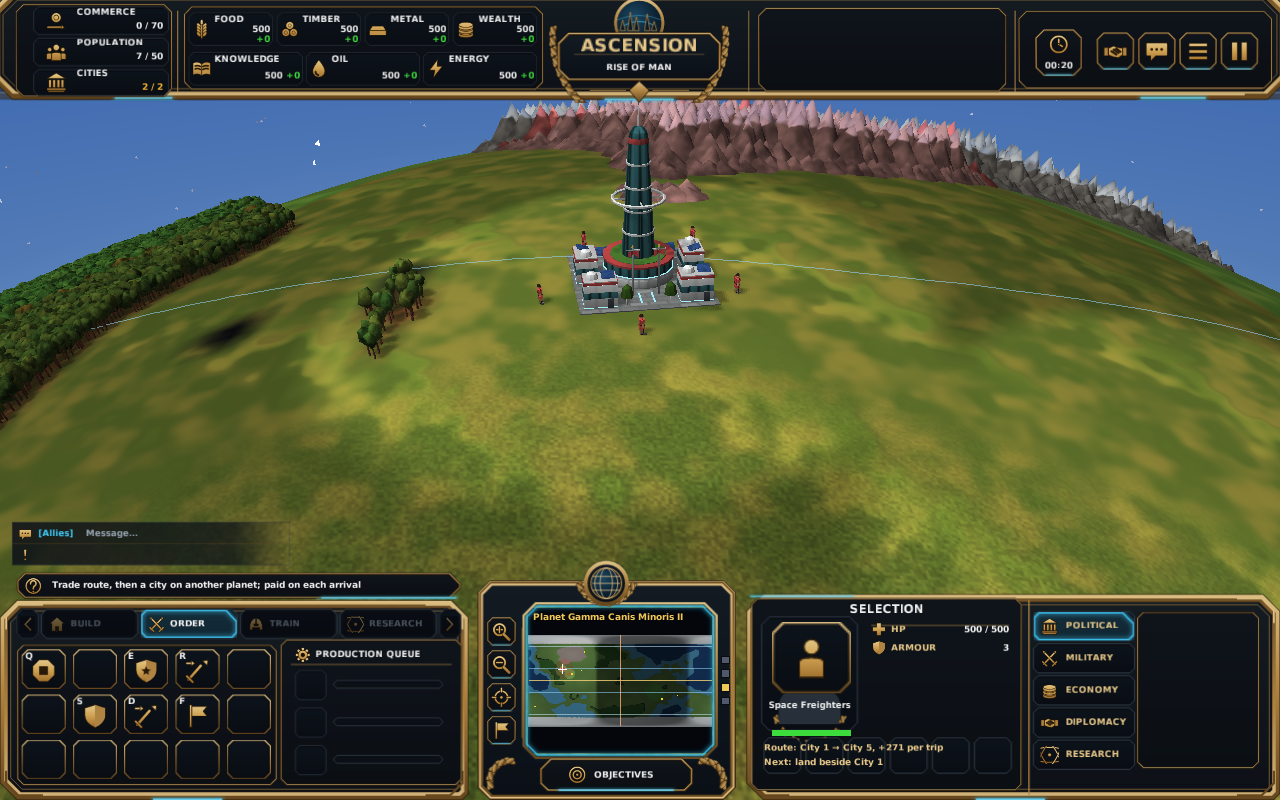 COMMERCE
0 / 70
POPULATION
7 / 50
CITIES
2 / 2
FOOD
500
+0
TIMBER
500
+0
METAL
500
+0
WEALTH
500
+0
KNOWLEDGE
500 +0
OIL
500 +0
ENERGY
500 +0
ASCENSION
RISE OF MAN
00:20
[Allies] Message...
!
Trade route, then a city on another planet; paid on each arrival
BUILD
ORDER
TRAIN
RESEARCH
Q
E
R
S
D
F
PRODUCTION QUEUE
Planet Gamma Canis Minoris II
OBJECTIVES
SELECTION
HP 500 / 500
ARMOUR 3
Space Freighters
Route: City 1 → City 5, +271 per trip
Next: land beside City 1
POLITICAL
MILITARY
ECONOMY
DIPLOMACY
RESEARCH